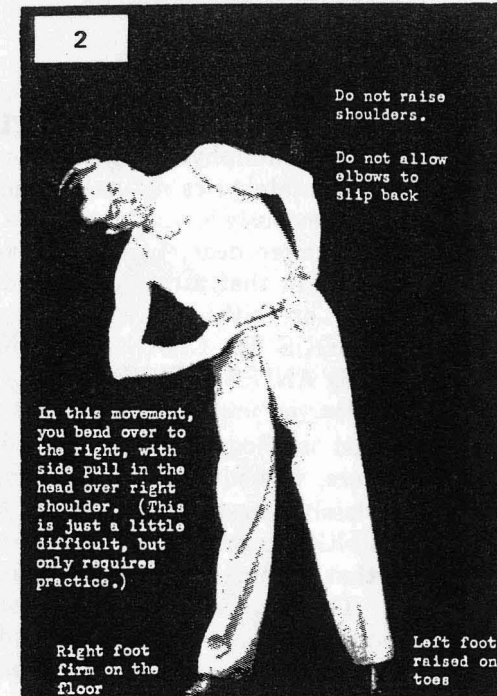 2
Do not raise
shoulders.
Do not allow
elbows to
slip back
In this movement,
you bend over to
the right, with
side pull in the
head over right
shoulder. (This
is just a little
difficult, but
only requires
practice.)
Right foot
firm on the
floor
Left foot
raised on
toes